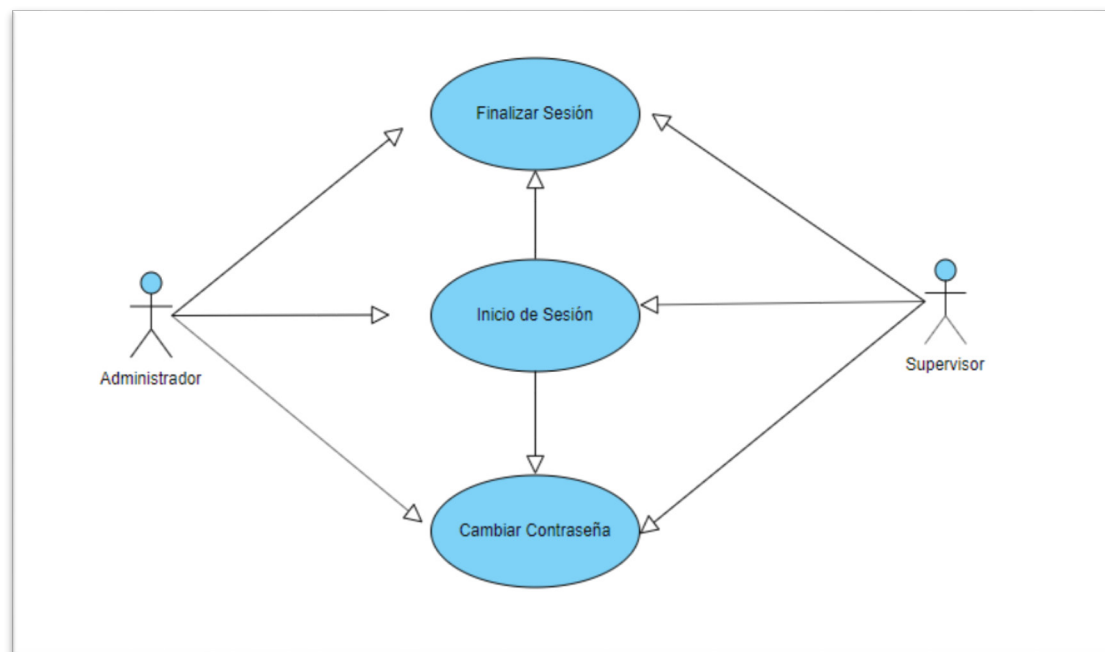 Finalizar Sesión
Inicio de Sesión
Administrador
Supervisor
Cambiar Contraseña